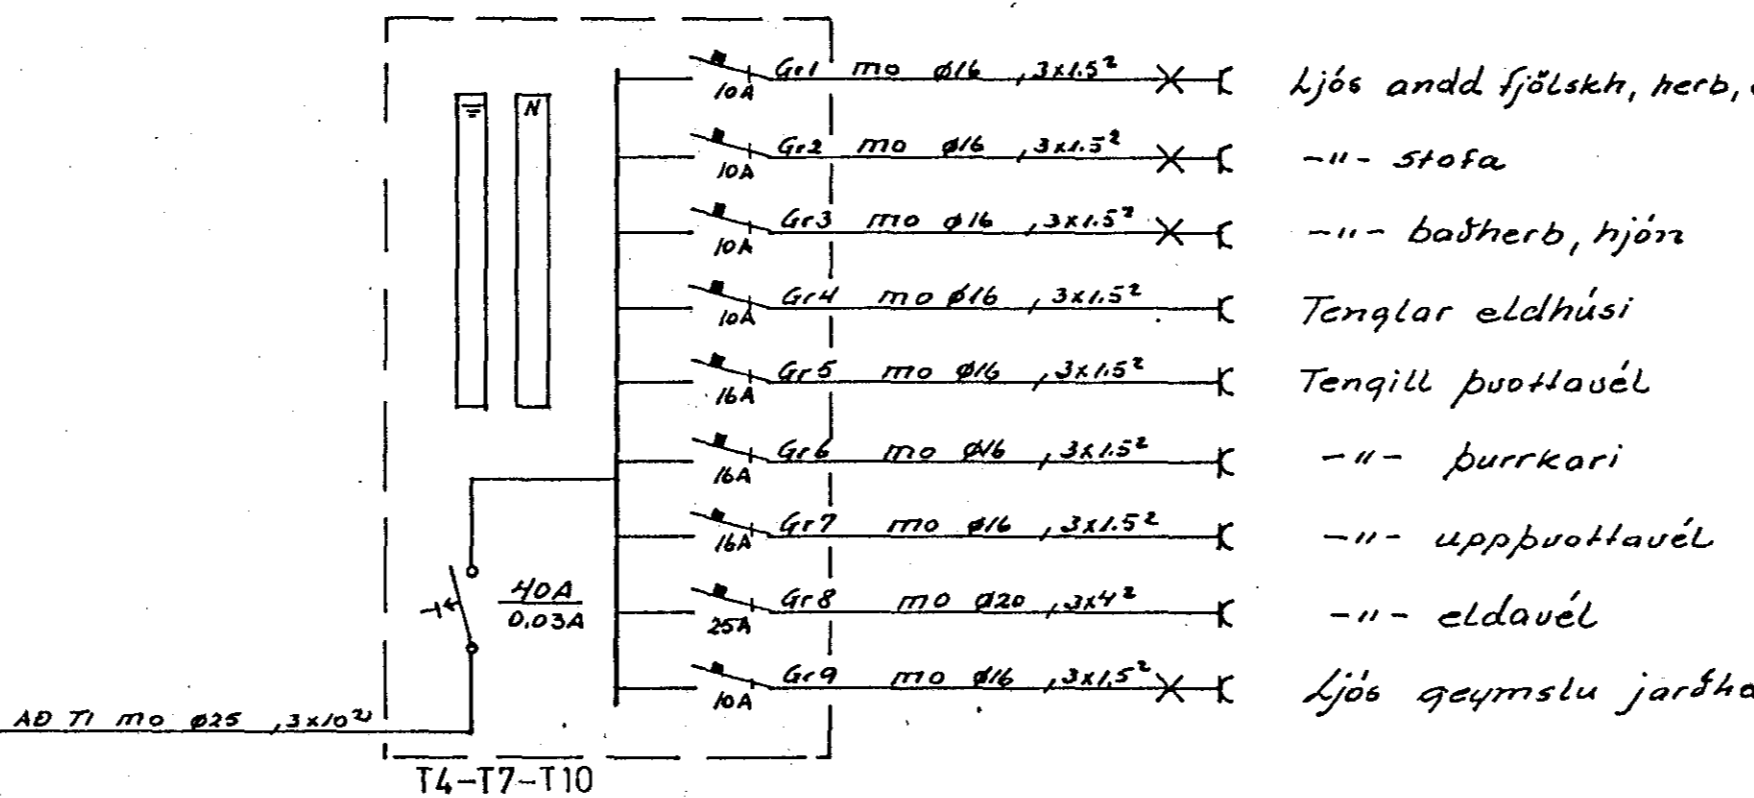 Gr1 mo ø16 , 3x1.5² Ljós andd fjölskh, herb,
10A
N
Gr2 mo ø16 , 3x1.5² -"- stofa
10A
Gr3 mo ø16 , 3x1.5² -"- baðherb, hjón
10A
Gr4 mo ø16 , 3x1.5² Tenglar eldhúsi
10A
Gr5 mo ø16 , 3x1.5² Tengill þvottavél
16A
Gr6 mo ø16 , 3x1.5² -"- þurrkari
16A
Gr7 mo ø16 , 3x1.5² -"- uppþvottavél
16A
40A
0.03A
Gr8 mo ø20 , 3x4² -"- eldavél
25A
Gr9 mo ø16 , 3x1,5² Ljós geymslu jarðha
10A
AÐ T1 mo ø25 , 3x10²
T4-T7-T10